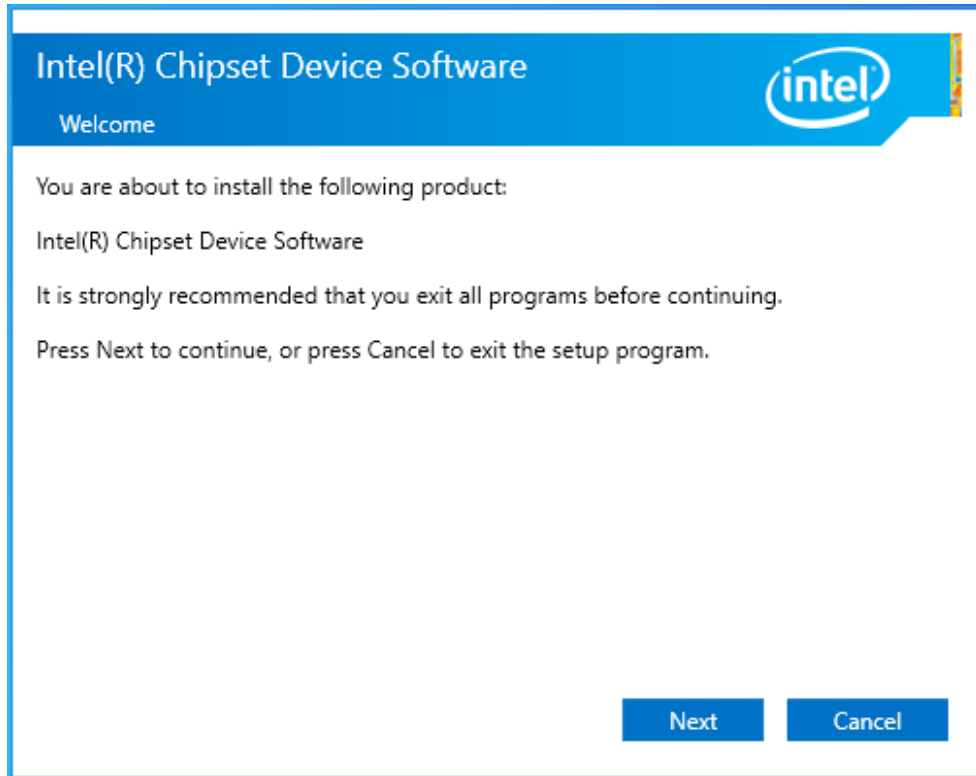 Intel(R) Chipset Device Software
intel
Welcome
You are about to install the following product:
Intel(R) Chipset Device Software
It is strongly recommended that you exit all programs before continuing.
Press Next to continue, or press Cancel to exit the setup program.
Next
Cancel